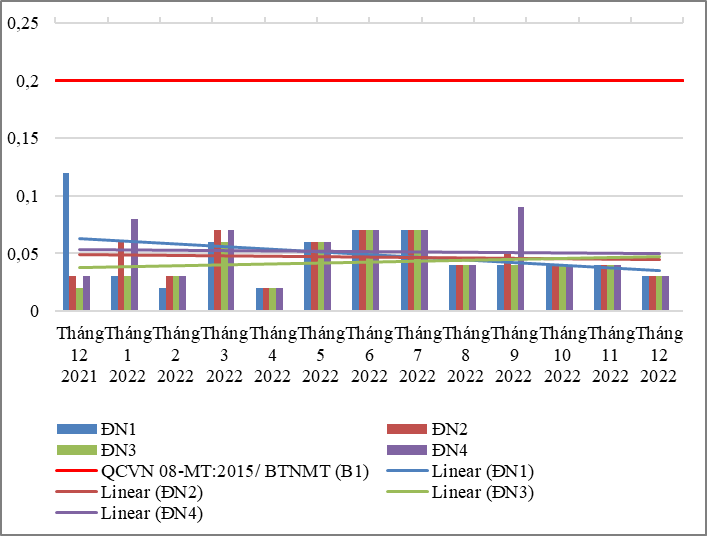 0,25
0,2
0,15
0,1
0,05
0
Tháng Tháng Tháng Tháng Tháng Tháng Tháng Tháng Tháng Tháng Tháng Tháng Tháng
12 1 2 3 4 5 6 7 8 9 10 11 12
2021 2022 2022 2022 2022 2022 2022 2022 2022 2022 2022 2022 2022
ĐN1 ĐN2
ĐN3 ĐN4
QCVN 08-MT:2015/ BTNMT (B1) Linear (ĐN1)
Linear (ĐN2) Linear (ĐN3)
Linear (ĐN4)